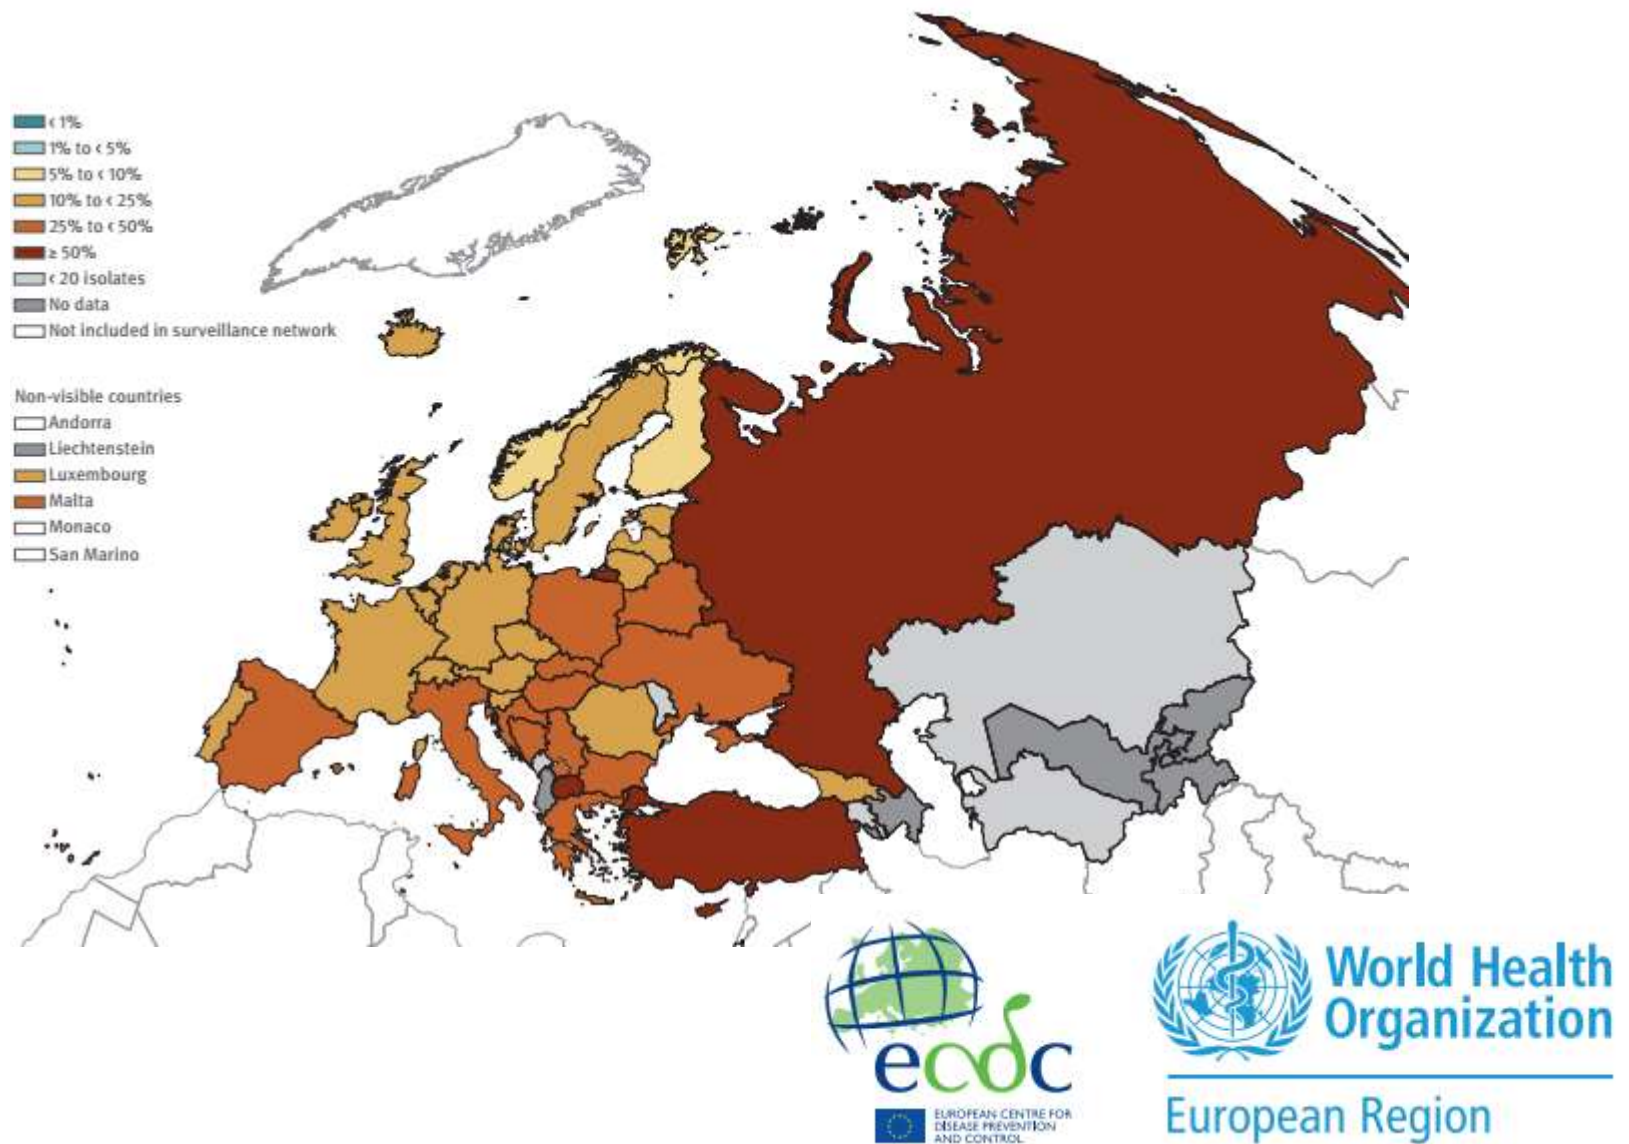 < 1%
1% to < 5%
5% to < 10%
10% to < 25%
25% to < 50%
≥ 50%
< 20 isolates
No data
Not included in surveillance network
Non-visible countries
Andorra
Liechtenstein
Luxembourg
Malta
Monaco
San Marino
ecdc
EUROPEAN CENTRE FOR
DISEASE PREVENTION
AND CONTROL
World Health
Organization
European Region